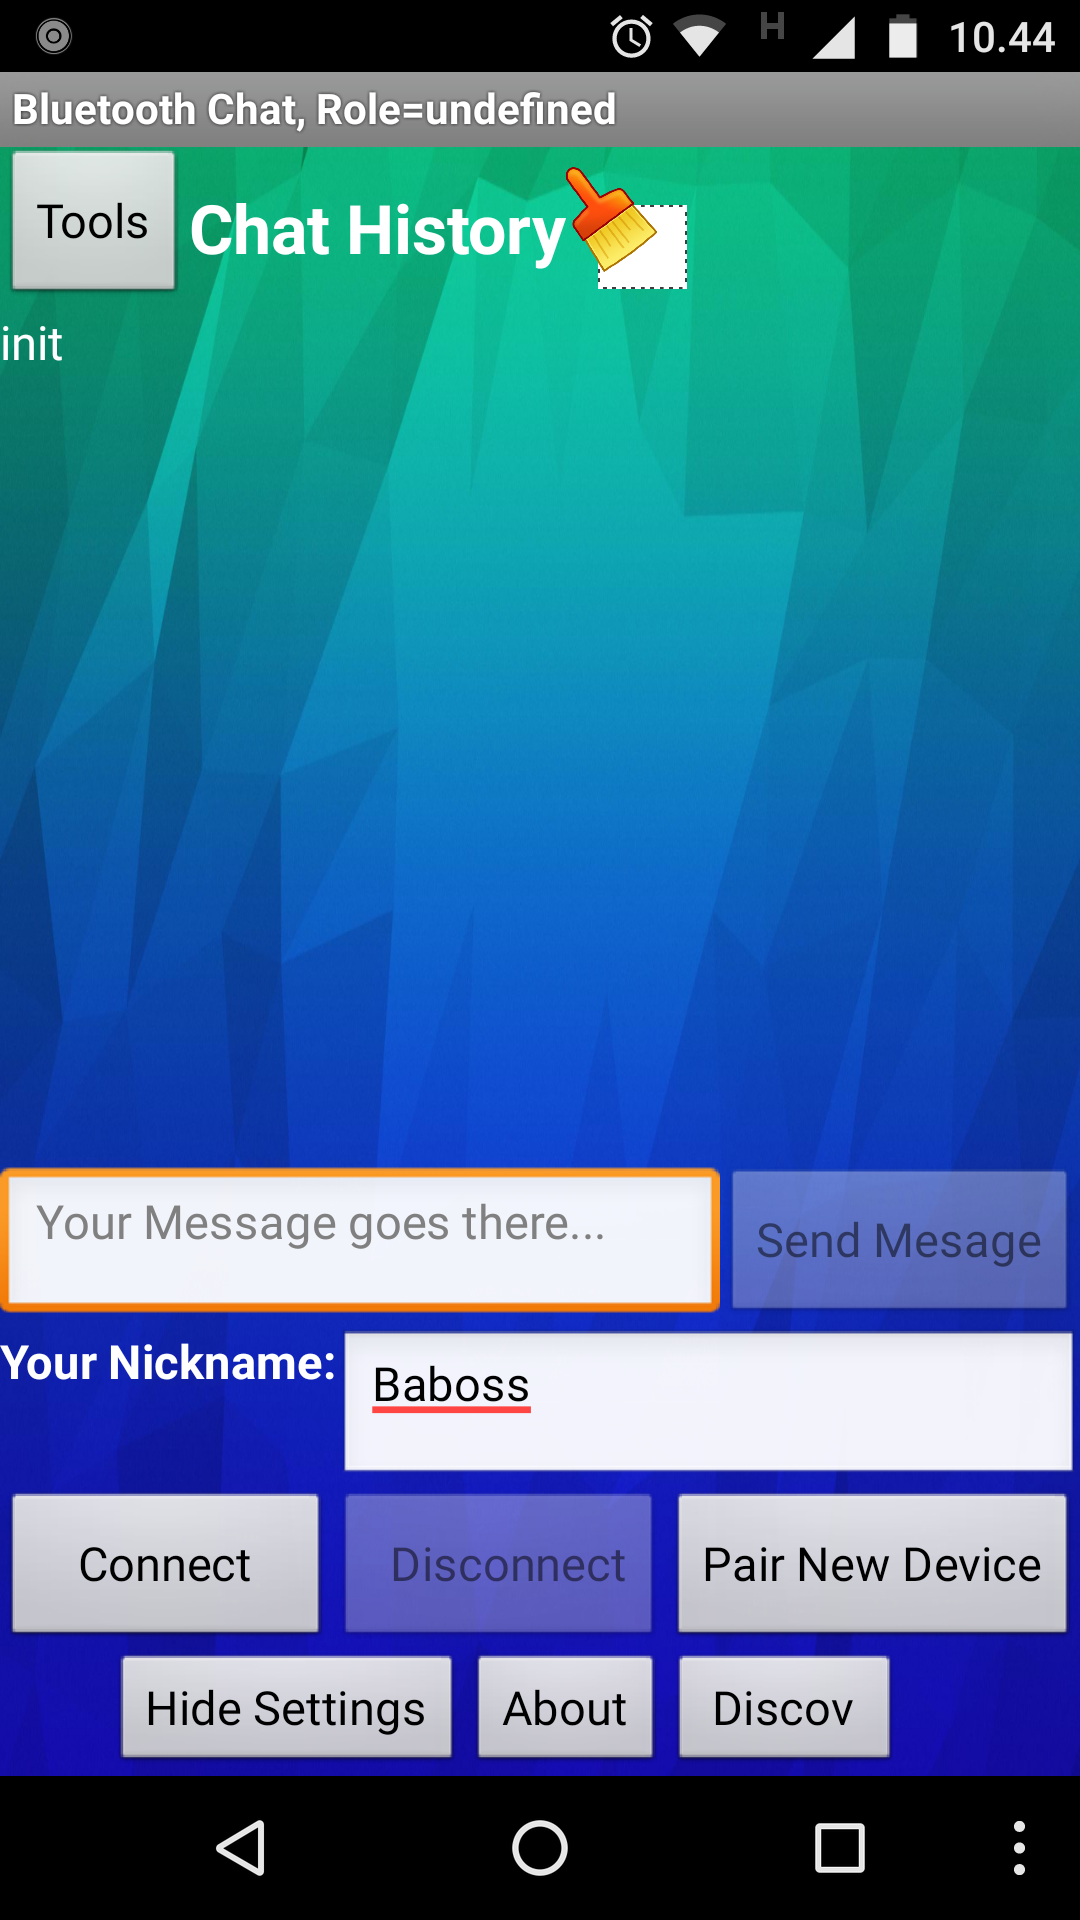 H 10.44
Bluetooth Chat, Role=undefined
Tools Chat History
init
Your Message goes there...
Send Mesage
Your Nickname: Baboss
Connect Disconnect Pair New Device
Hide Settings About Discov